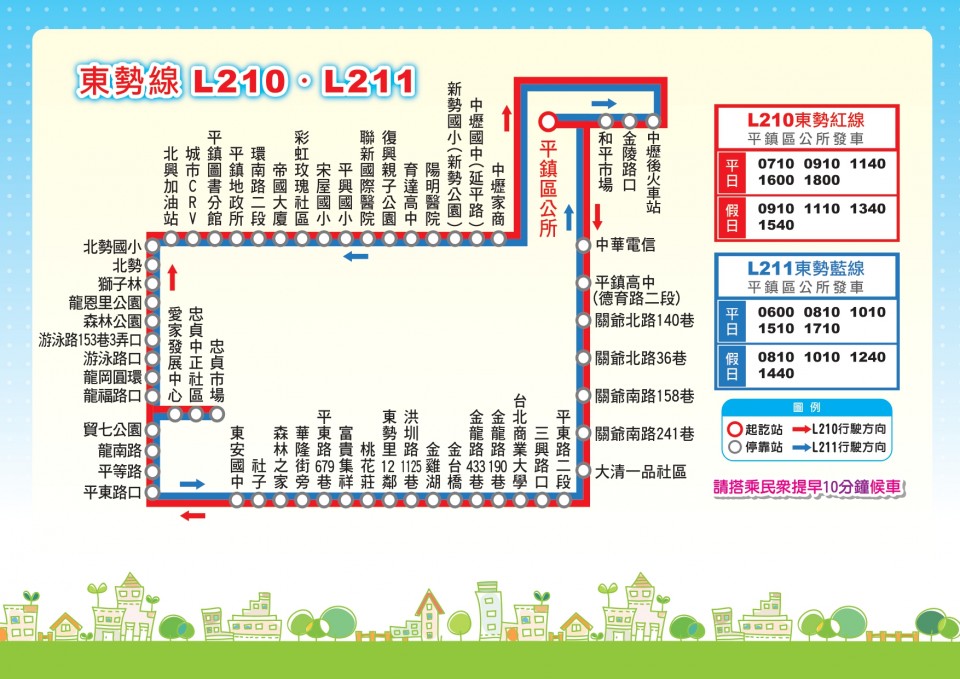 東勢線 L210・L211
北興加油站
城市CRV
平鎮圖書分館
平鎮地政所
環南路二段
帝國大廈
彩虹玫瑰社區
宋屋國小
平興國小
聯新國際醫院
復興親子公園
育達高中
陽明醫院
新勢國小(新勢公園)
中壢國中(延平路)
中壢家商
平鎮區公所
和平市場
金陵路口
中壢後火車站
中華電信
平鎮高中
(德育路二段)
關爺北路140巷
關爺北路36巷
關爺南路158巷
關爺南路241巷
大清一品社區
北勢國小
北勢
獅子林
龍恩里公園
森林公園
游泳路153巷3弄口
游泳路口
龍岡圓環
龍福路口
愛家發展中心
忠貞中正社區
忠貞市場
貿七公園
龍南路
平等路
平東路口
東安國中
社子
森林之家
華隆街旁
平東路679巷
富貴集祥
桃花莊
東勢里12鄰
洪圳路1125巷
金雞湖
金台橋
金龍路433巷
金龍路190巷
台北商業大學
三興路口
平東路二段
L210東勢紅線
平鎮區公所發車
平日
0710 0910 1140
1600 1800
假日
0910 1110 1340
1540
L211東勢藍線
平鎮區公所發車
平日
0600 0810 1010
1510 1710
假日
0810 1010 1240
1440
圖例
起訖站 L210行駛方向
停靠站 L211行駛方向
請搭乘民衆提早10分鐘候車